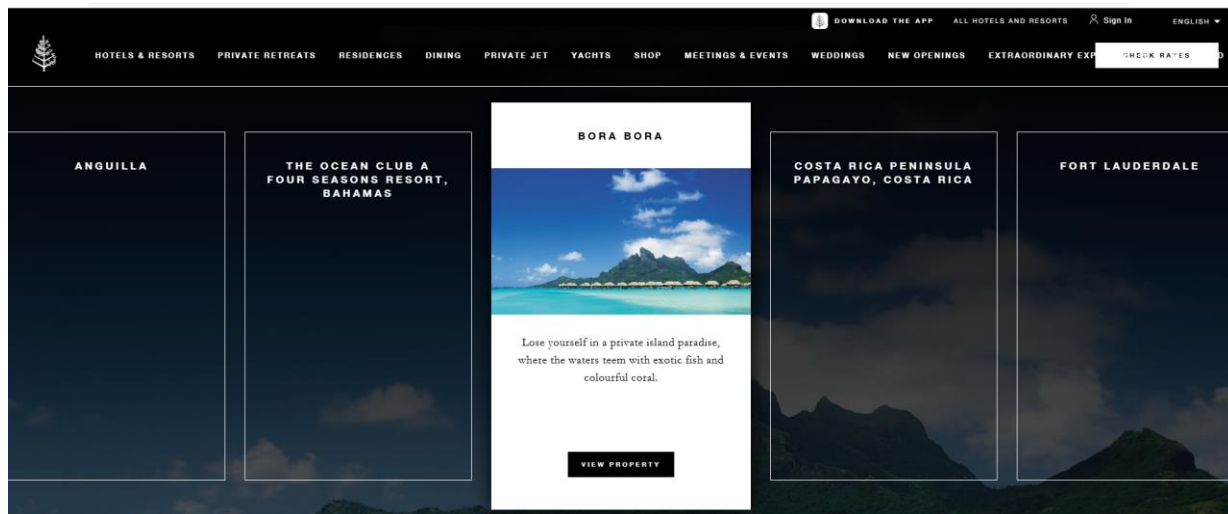 DOWNLOAD THE APP ALL HOTELS AND RESORTS Sign In ENGLISH
HOTELS & RESORTS PRIVATE RETREATS RESIDENCES DINING PRIVATE JET YACHTS SHOP MEETINGS & EVENTS WEDDINGS NEW OPENINGS EXTRAORDINARY EXP CHECK RATES D
ANGUILLA
THE OCEAN CLUB A
FOUR SEASONS RESORT,
BAHAMAS
BORA BORA
Lose yourself in a private island paradise,
where the waters teem with exotic fish and
colourful coral.
VIEW PROPERTY
COSTA RICA PENINSULA
PAPAGAYO, COSTA RICA
FORT LAUDERDALE